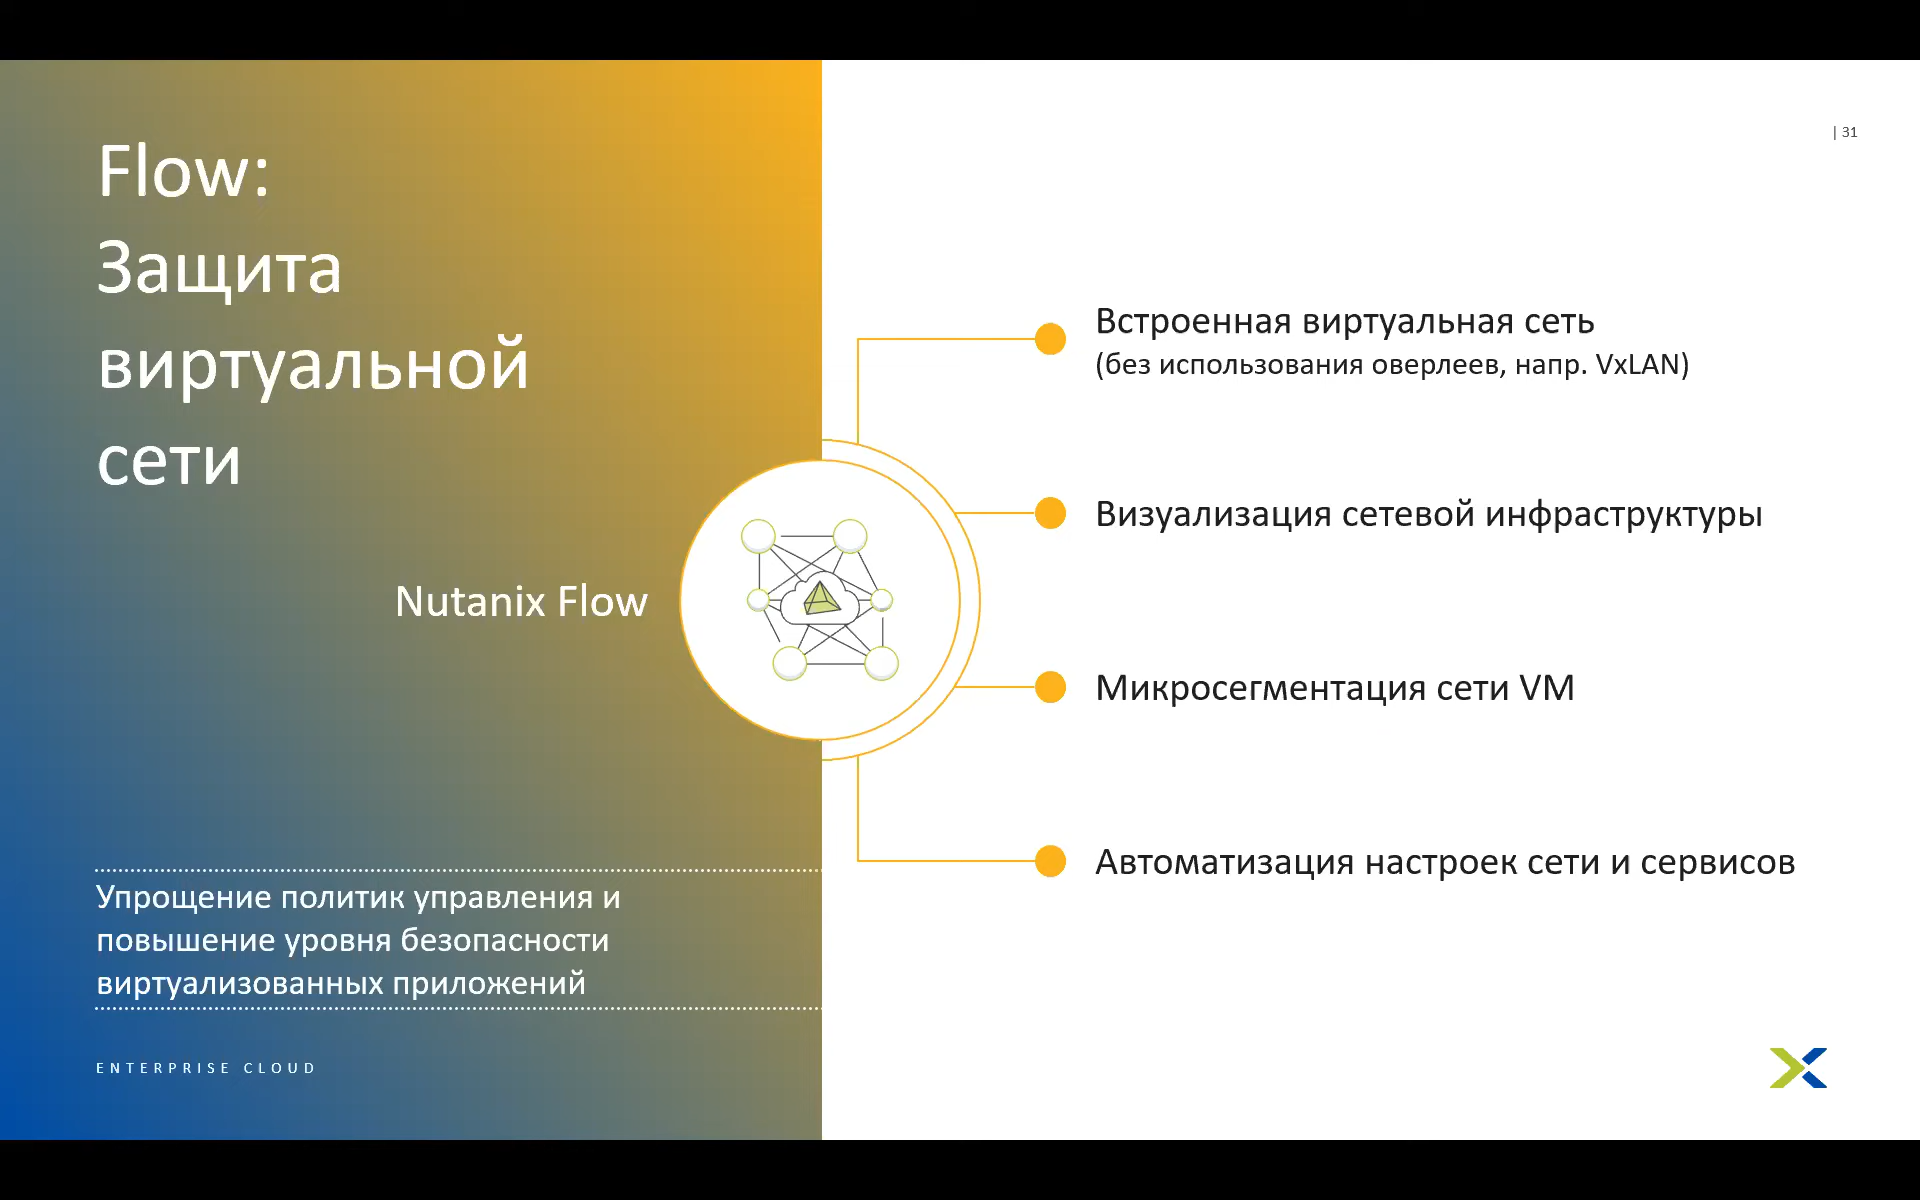 Flow:
Защита
виртуальной
сети
Nutanix Flow
Упрощение политик управления и
повышение уровня безопасности
виртуализованных приложений
ENTERPRISE CLOUD
| 31
Встроенная виртуальная сеть
(без использования оверлеев, напр. VxLAN)
Визуализация сетевой инфраструктуры
Микросегментация сети VM
Автоматизация настроек сети и сервисов